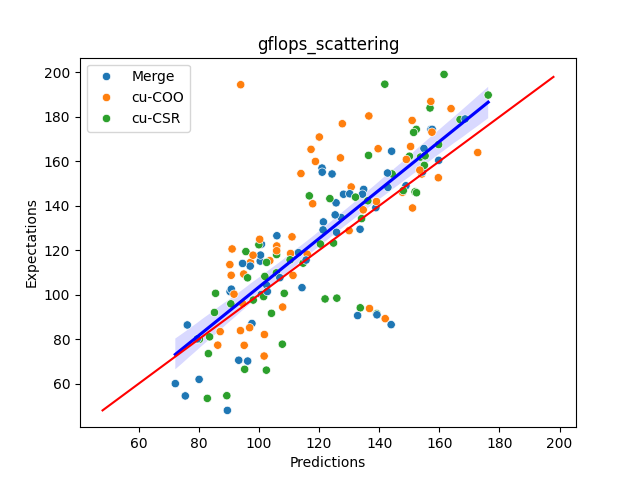 gflops_scattering
Merge
cu-COO
cu-CSR
200
180
160
140
120
100
80
60
Expectations
60 80 100 120 140 160 180 200
Predictions